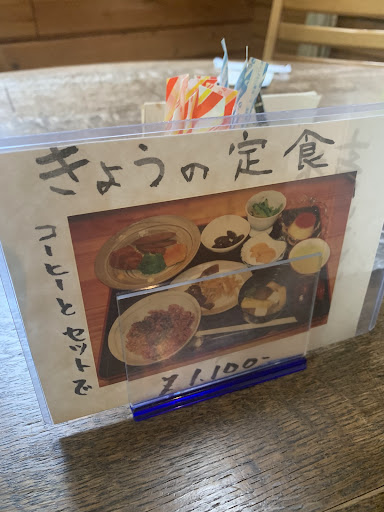 きょうの定食
コーヒーとセットで
¥1,100-